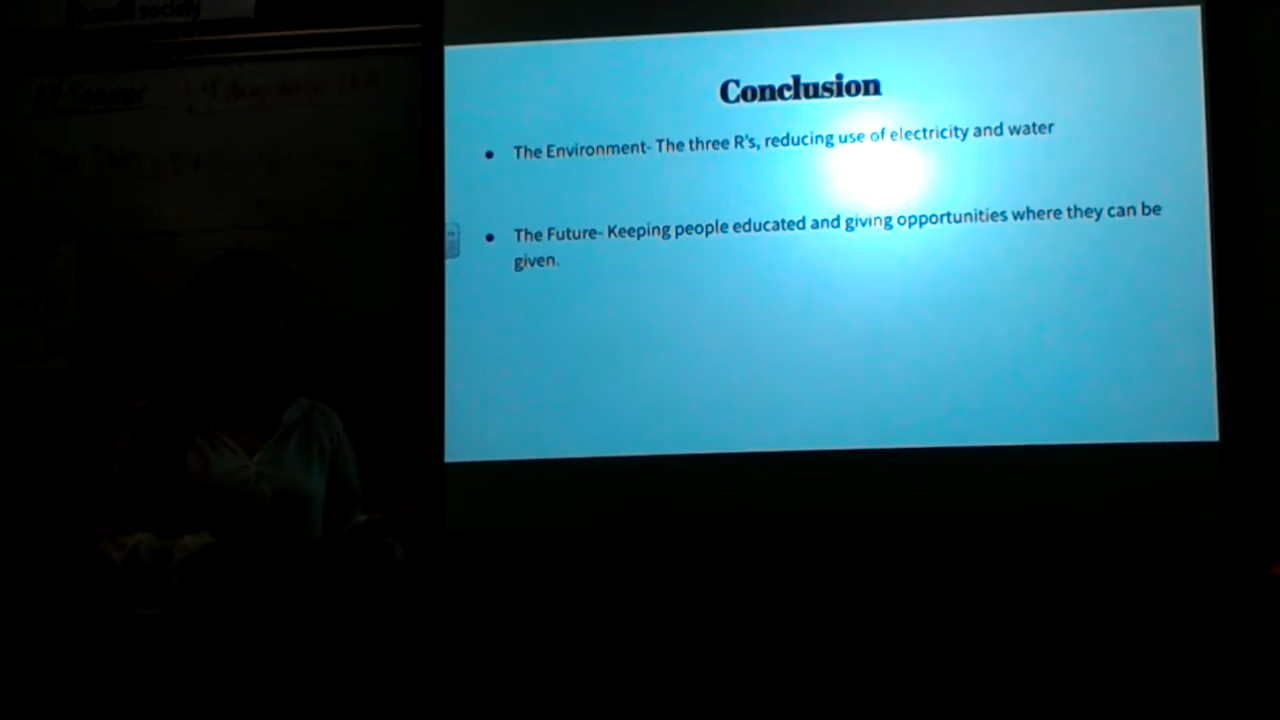 society
Conclusion
● The Environment- The three R's, reducing use of electricity and water
● The Future- Keeping people educated and giving opportunities where they can be
given.